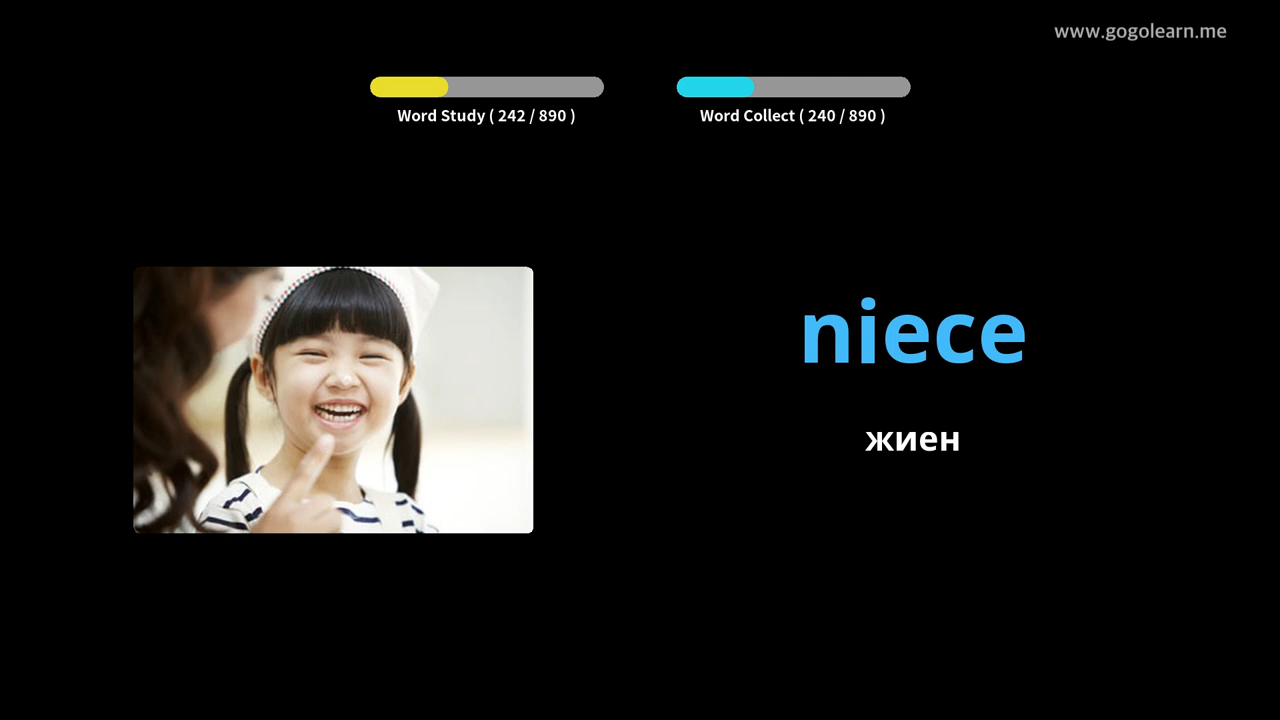 www.gogolearn.me
Word Study ( 242 / 890 )
Word Collect ( 240 / 890 )
niece
жиен